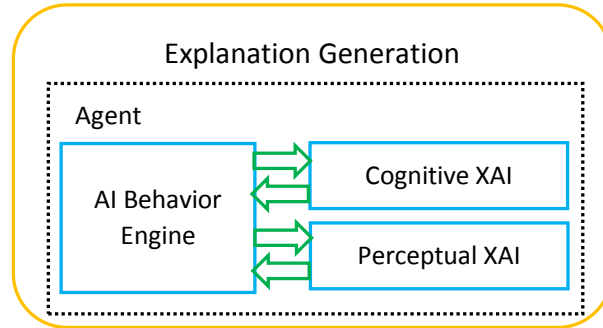 Explanation Generation
Agent
AI Behavior
Engine
Cognitive XAI
Perceptual XAI